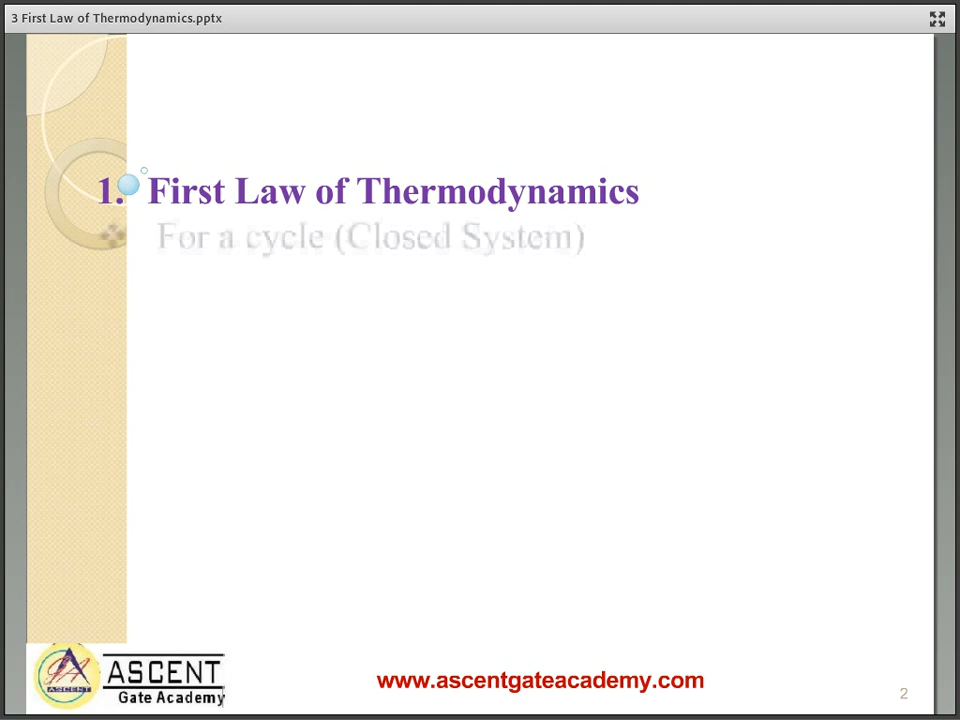 3 First Law of Thermodynamics.pptx
1. First Law of Thermodynamics
For a cycle (Closed System)
ASCENT
ASCENT
Gate Academy
www.ascentgateacademy.com
2